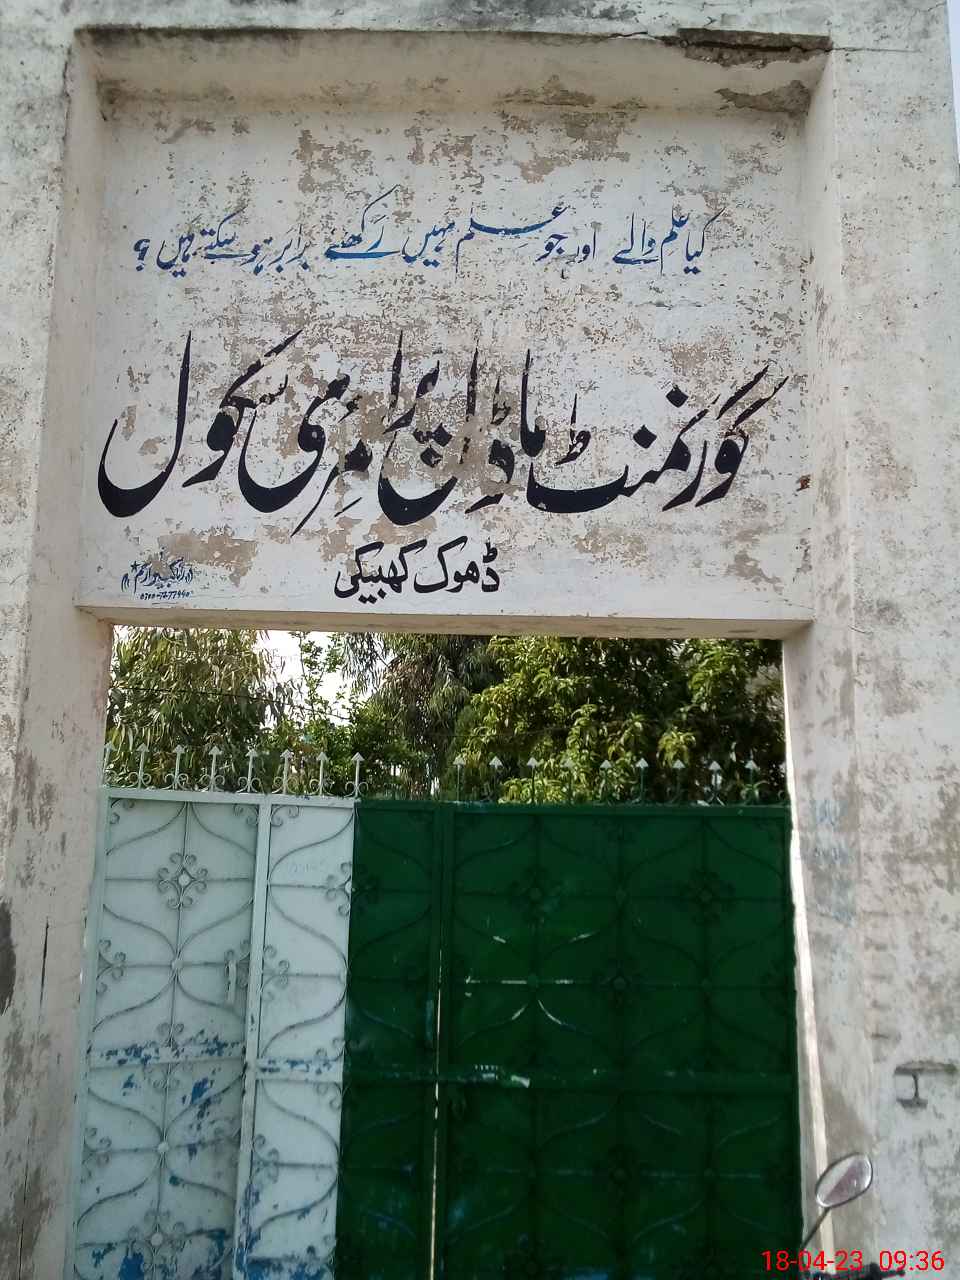 کیا علم والے اور جو علم نہیں رکھتے برابر ہو سکتے ہیں ؟
گورنمنٹ ماڈل پرائمری سکول
ڈھوک کھبیکی
18-04-23 09:36